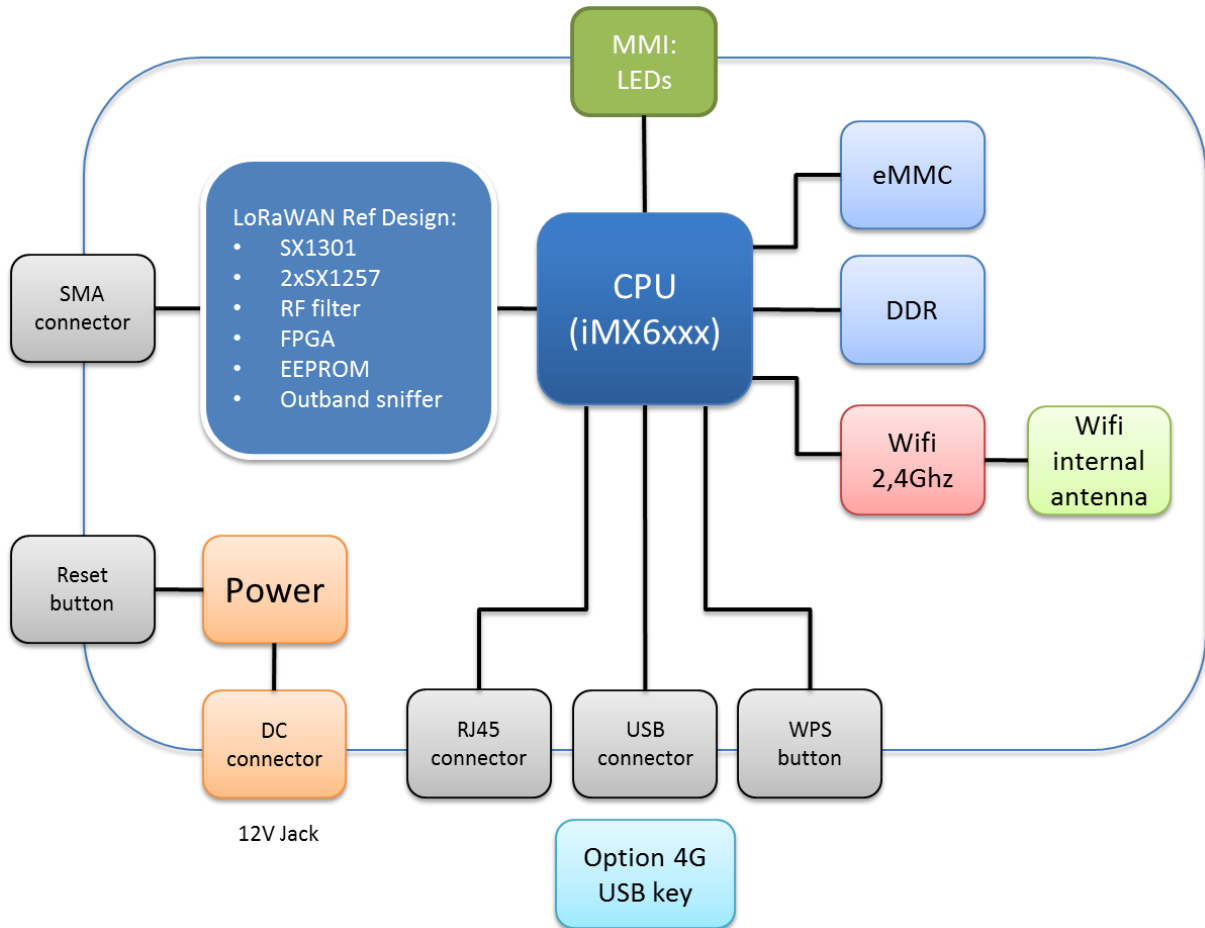 MMI:
LEDs
eMMC
LoRaWAN Ref Design:
• SX1301
• 2xSX1257
• RF filter
• FPGA
• EEPROM
• Outband sniffer
SMA
connector
CPU
(iMX6xxx)
DDR
Wifi
2,4Ghz
Wifi
internal
antenna
Reset
button
Power
DC
connector
RJ45
connector
USB
connector
WPS
button
12V Jack
Option 4G
USB key